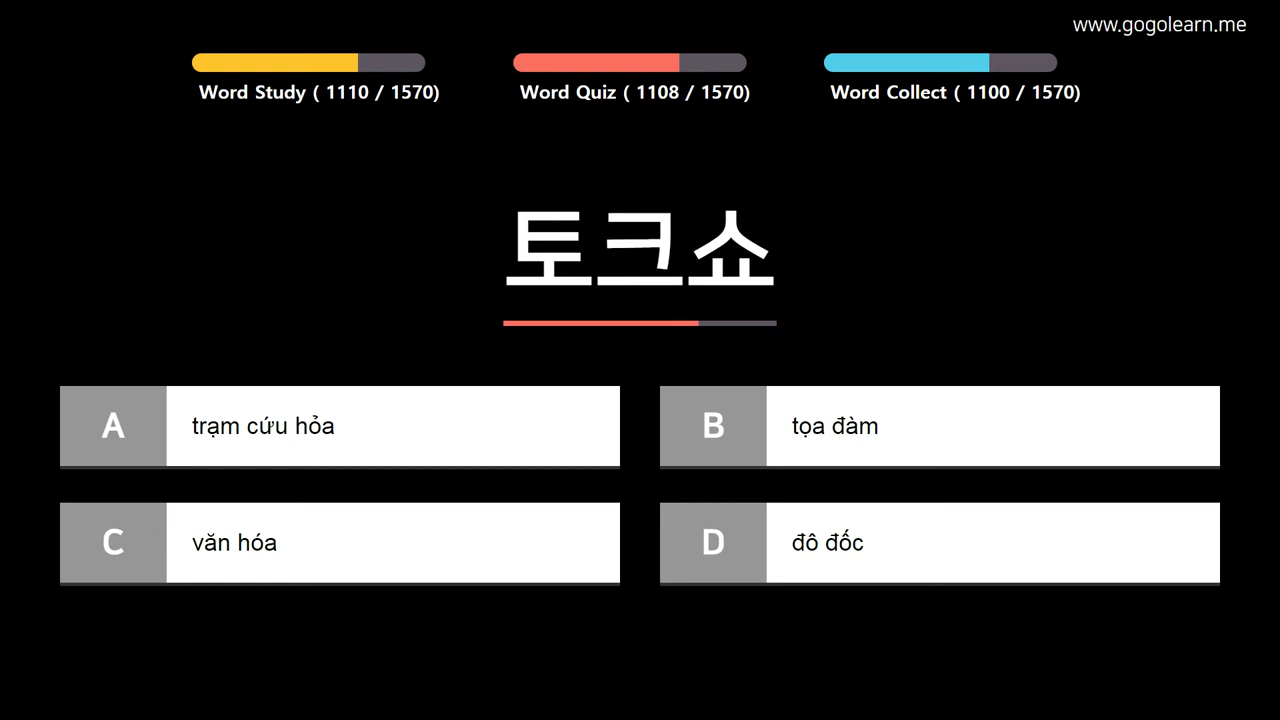 www.gogolearn.me
Word Study ( 1110 / 1570)
Word Quiz ( 1108 / 1570)
Word Collect ( 1100 / 1570)
토크쇼
A
trạm cứu hỏa
B
tọa đàm
C
văn hóa
D
đô đốc